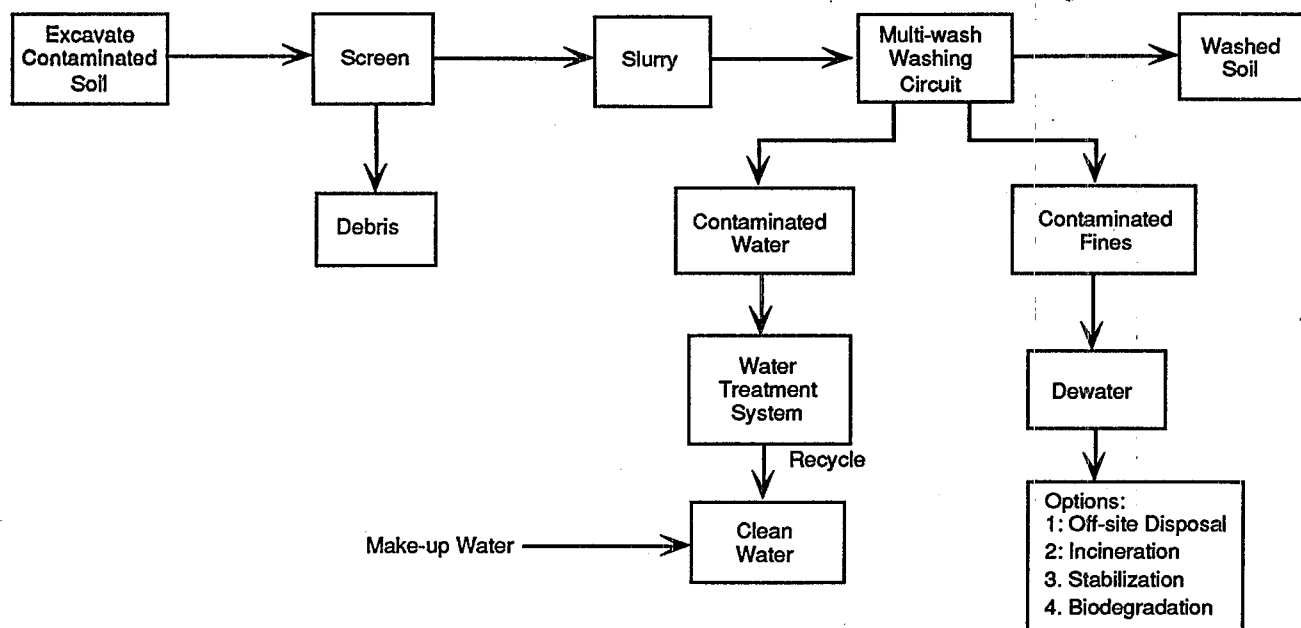 Excavate
Contaminated
Soil
Screen
Slurry
Multi-wash
Washing
Circuit
Washed
Soil
Debris
Contaminated
Water
Contaminated
Fines
Water
Treatment
System
Dewater
Recycle
Make-up Water
Clean
Water
Options:
1: Off-site Disposal
2: Incineration
3. Stabilization
4. Biodegradation